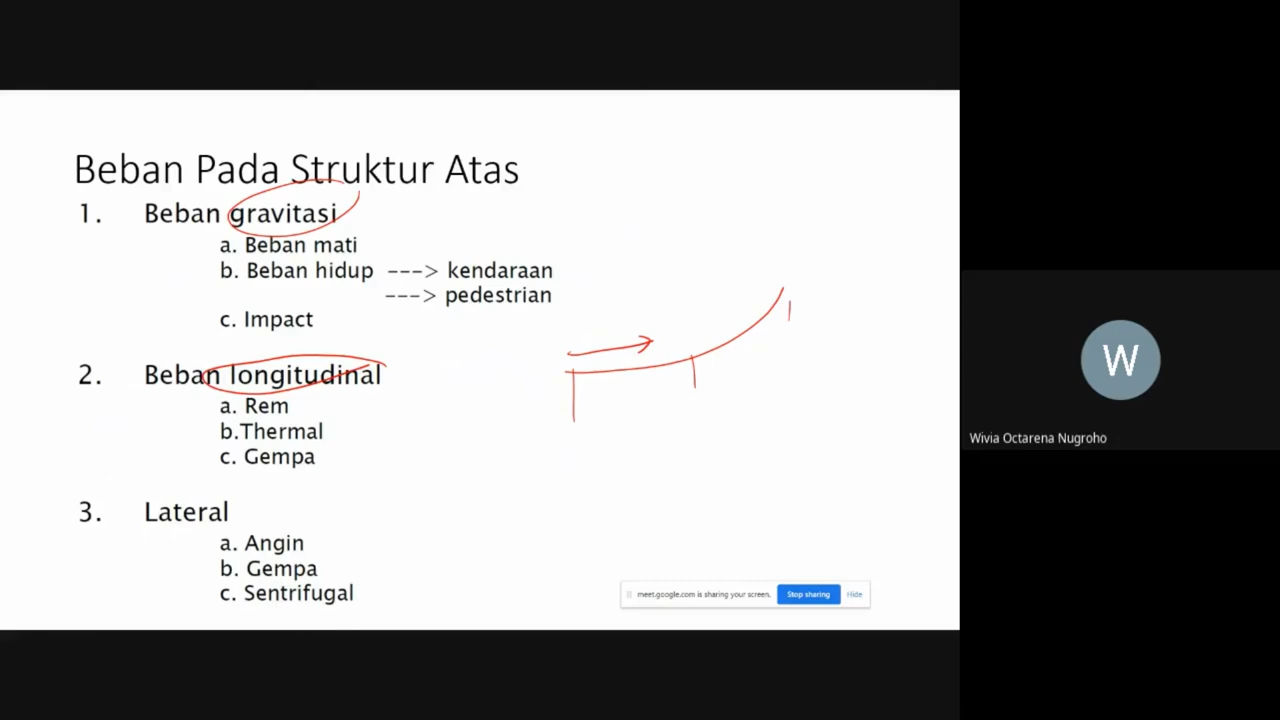 Beban Pada Struktur Atas
1. Beban gravitasi
a. Beban mati
b. Beban hidup ---> kendaraan
---> pedestrian
c. Impact
2. Beban longitudinal
a. Rem
b.Thermal
c. Gempa
3. Lateral
a. Angin
b. Gempa
c. Sentrifugal
meet.google.com is sharing your screen. Stop sharing Hide
W
Wivia Octarena Nugroho